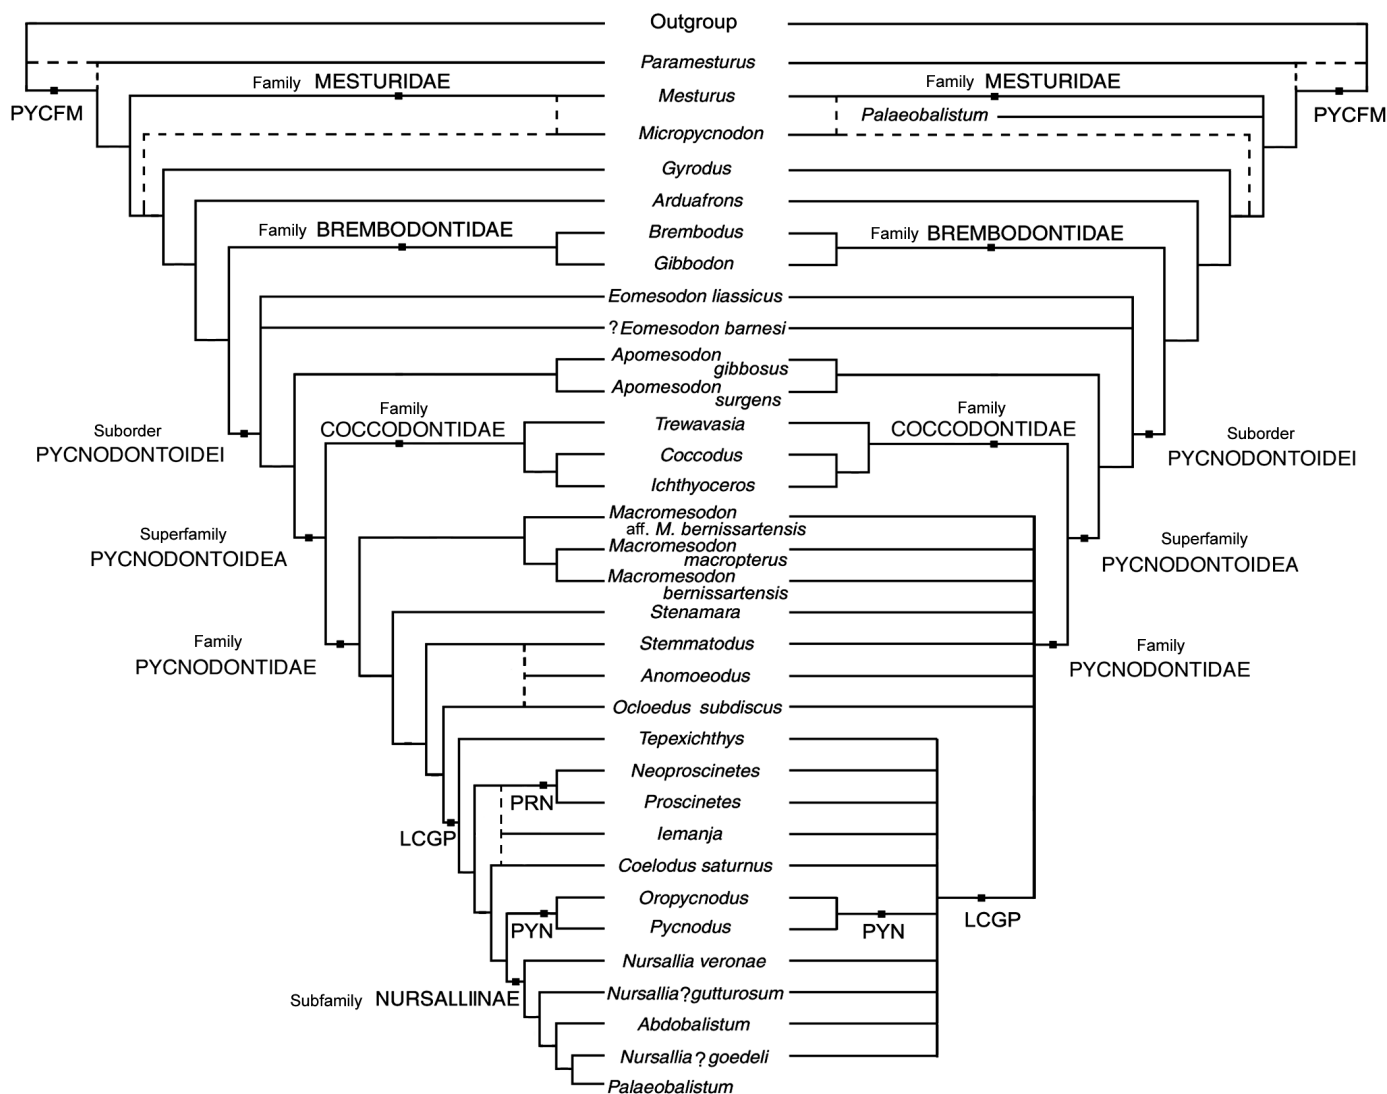 Outgroup
Paramesturus
Family MESTURIDAE
Family MESTURIDAE
PYCFM
Mesturus
PYCFM
Palaeobalistum
Micropycnodon
Gyrodus
Arduafrons
Family BREMBODONTIDAE
Brembodus
Family BREMBODONTIDAE
Gibbodon
Eomesodon liassicus
?Eomesodon barnesi
Apomesodon
gibbosus
Apomesodon
surgens
Family
COCCODONTIDAE
Trewavasia
Family
COCCODONTIDAE
Suborder
PYCNODONTOIDEI
Coccodus
Suborder
PYCNODONTOIDEI
Ichthyoceros
Macromesodon
aff. M. bernissartensis
Superfamily
PYCNODONTOIDEA
Macromesodon
macropterus
Superfamily
PYCNODONTOIDEA
Macromesodon
bernissartensis
Stenamara
Family
PYCNODONTIDAE
Stemmatodus
Family
PYCNODONTIDAE
Anomoeodus
Ocloedus subdiscus
Tepexichthys
Neoproscinetes
PRN
Proscinetes
LCGP
Iemanja
Coelodus saturnus
Oropycnodus
PYN
Pycnodus
PYN
LCGP
Nursallia veronae
Subfamily NURSALLIINAE
Nursallia?gutturosum
Abdobalistum
Nursallia?goedeli
Palaeobalistum